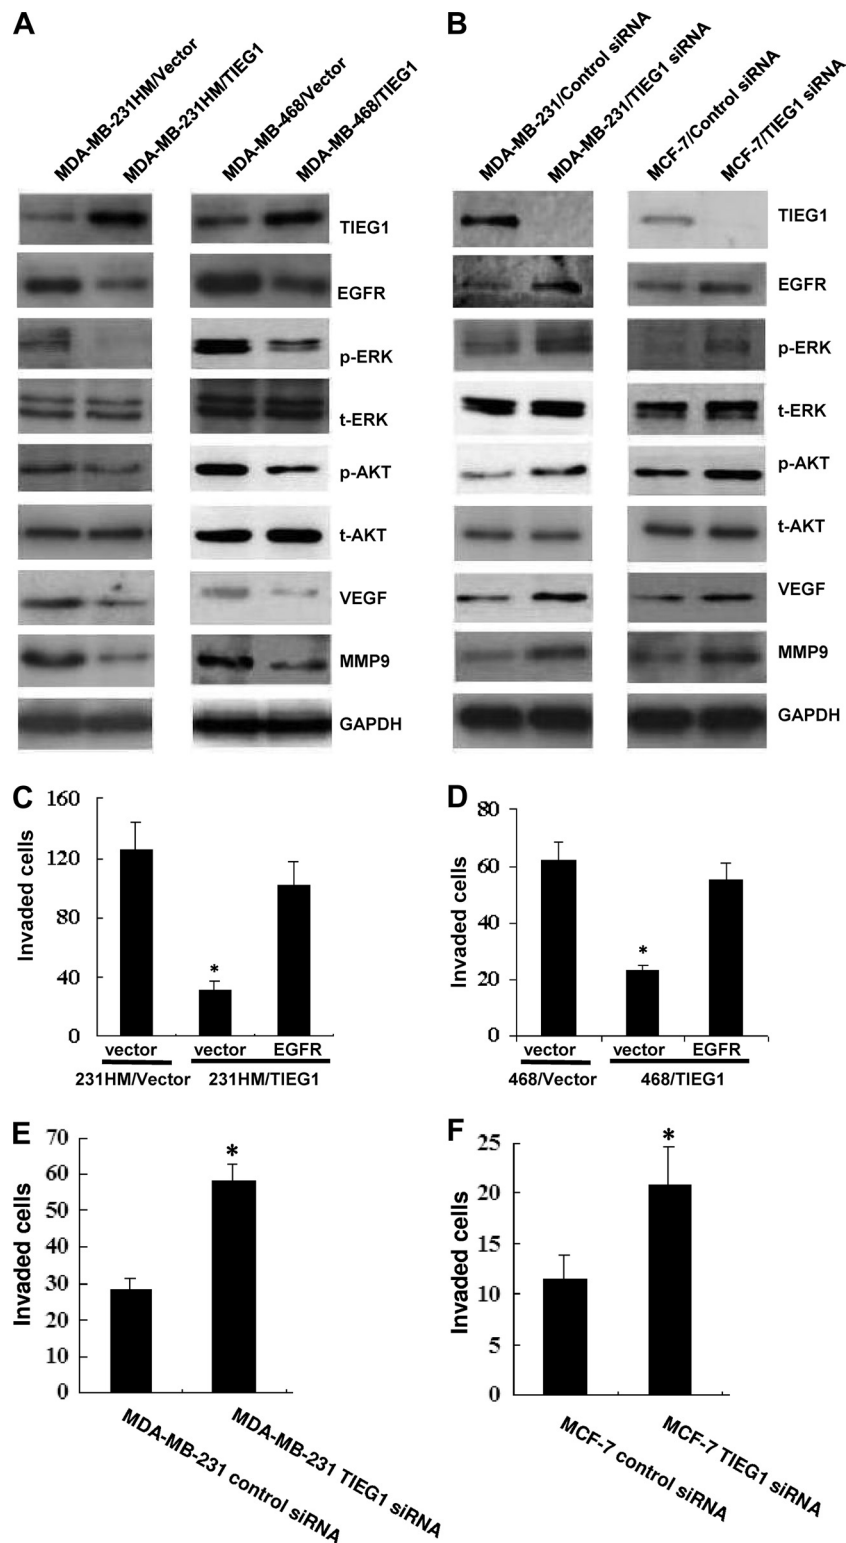 A
MDA-MB-231HM/Vector
MDA-MB-231HM/TIEG1
MDA-MB-468/Vector
MDA-MB-468/TIEG1
TIEG1
EGFR
p-ERK
t-ERK
p-AKT
t-AKT
VEGF
MMP9
GAPDH
B
MDA-MB-231/Control siRNA
MDA-MB-231/TIEG1 siRNA
MCF-7/Control siRNA
MCF-7/TIEG1 siRNA
TIEG1
EGFR
p-ERK
t-ERK
p-AKT
t-AKT
VEGF
MMP9
GAPDH
C
Invaded cells
160
120
80
40
0
vector
vector
EGFR
231HM/Vector
231HM/TIEG1
D
Invaded cells
80
60
40
20
0
vector
vector
EGFR
468/Vector
468/TIEG1
*
*
E
Invaded cells
70
60
50
40
30
20
10
0
*
MDA-MB-231 control siRNA
MDA-MB-231 TIEG1 siRNA
F
Invaded cells
25
20
15
10
5
0
*
MCF-7 control siRNA
MCF-7 TIEG1 siRNA